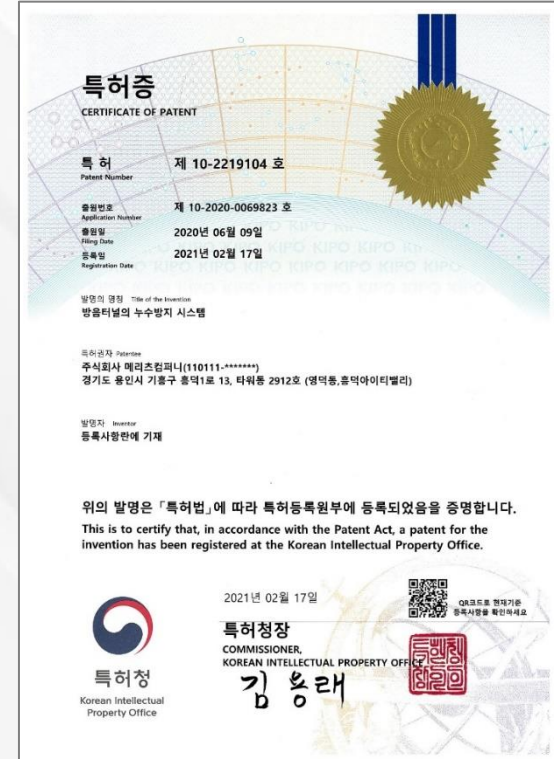 특허증
CERTIFICATE OF PATENT
특 허 제 10-2219104 호
Patent Number
출원번호 제 10-2020-0069823 호
Application Number
출원일 2020년 06월 09일
Filing Date
등록일 2021년 02월 17일
Registration Date
발명의 명칭 Title of the Invention
방음터널의 누수방지 시스템
특허권자 Patentee
주식회사 메리츠컴퍼니(110111-*******)
경기도 용인시 기흥구 흥덕1로 13, 타워동 2912호 (영덕동,흥덕아이티밸리)
발명자 Inventor
등록사항란에 기재
위의 발명은 「특허법」에 따라 특허등록원부에 등록되었음을 증명합니다.
This is to certify that, in accordance with the Patent Act, a patent for the
invention has been registered at the Korean Intellectual Property Office.
2021년 02월 17일
QR코드로 현재기준
등록사항을 확인하세요
특허청장
COMMISSIONER,
KOREAN INTELLECTUAL PROPERTY OFFICE
김용래
특허청
Korean Intellectual
Property Office